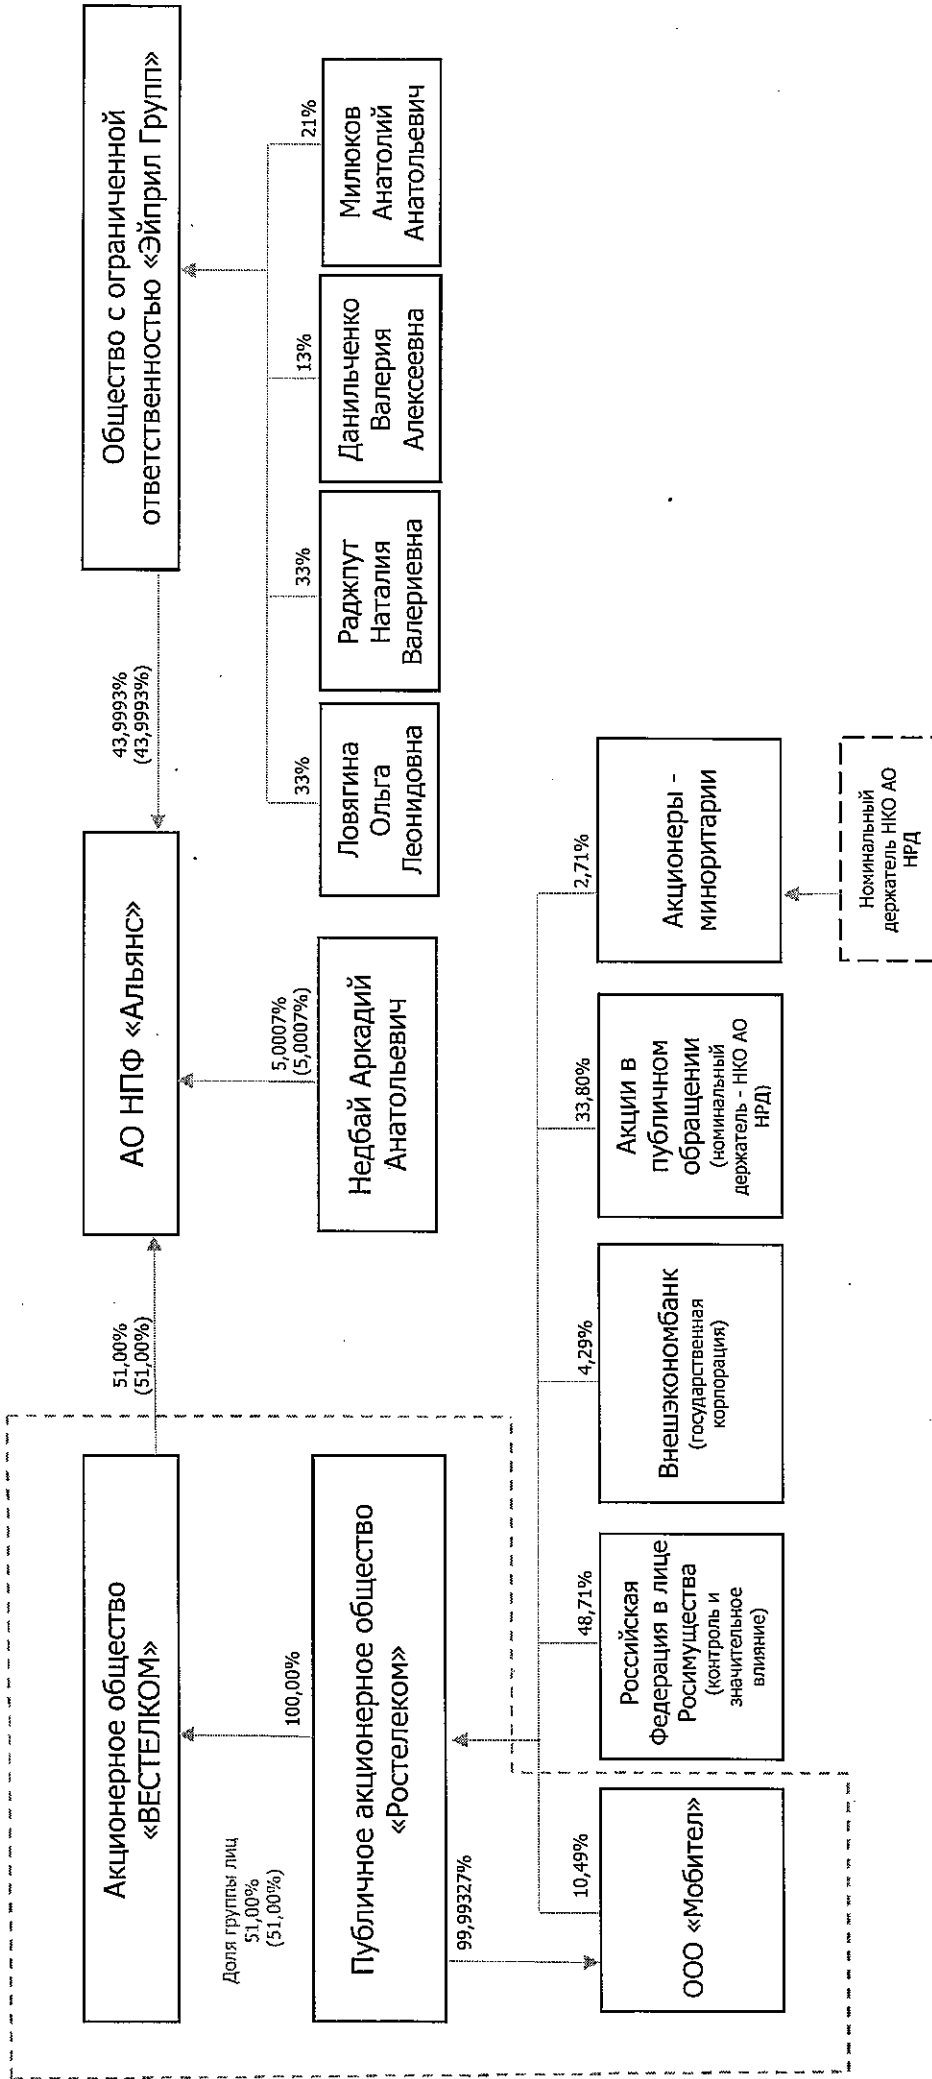 Акционерное общество
«ВЕСТЕЛКОМ»
51,00%
(51,00%)
АО НПФ «Альянс»
43,9993%
(43,9993%)
Общество с ограниченной
ответственностью «Эйприл Групп»
Доля группы лиц
51,00%
(51,00%)
100,00%
5,0007%
(5,0007%)
33%
33%
13%
21%
Публичное акционерное общество
«Ростелеком»
Недбай Аркадий
Анатольевич
Ловягина
Ольга
Леонидовна
Раджпут
Наталия
Валериевна
Данильченко
Валерия
Алексеевна
Милюков
Анатолий
Анатольевич
99,99327%
10,49%
48,71%
4,29%
33,80%
2,71%
ООО «Мобител»
Российская
Федерация в лице
Росимущества
(контроль и
значительное
влияние)
Внешэкономбанк
(государственная
корпорация)
Акции в
публичном
обращении
(номинальный
держатель - НКО АО
НРД)
Акционеры -
миноритарии
Номинальный
держатель НКО АО
НРД